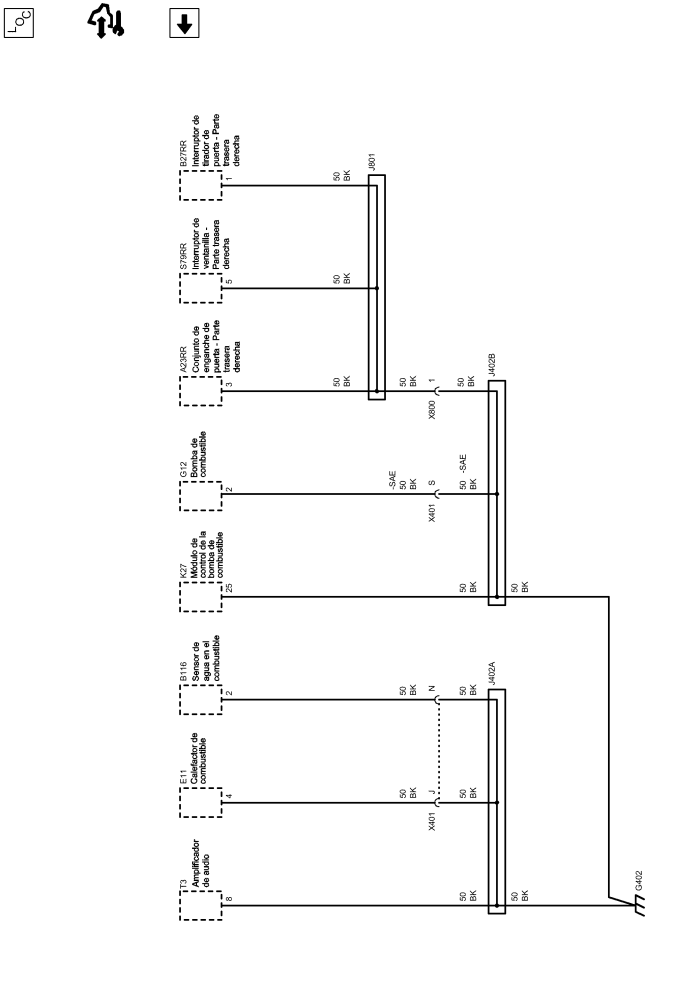 LOC
T3
Amplificador
de audio
8
E11
Calefactor de
combustible
4
B116
Sensor de
agua en el
combustible
2
K27
Módulo de
control de la
bomba de
combustible
25
G12
Bomba de
combustible
2
A23RR
Conjunto de
enganche de
puerta - Parte
trasera
derecha
3
S79RR
Interruptor de
ventanilla -
Parte trasera
derecha
5
B27RR
Interruptor de
tirador de
puerta - Parte
trasera
derecha
1
50
BK
50
BK
50
BK
J801
50
BK
X800
1
50
BK
-SAE
50
BK
X401
S
50
BK
-SAE
50
BK
J402B
50
BK
50
BK
N
50
BK
50
BK
X401
J
50
BK
50
BK
J402A
50
BK
G402